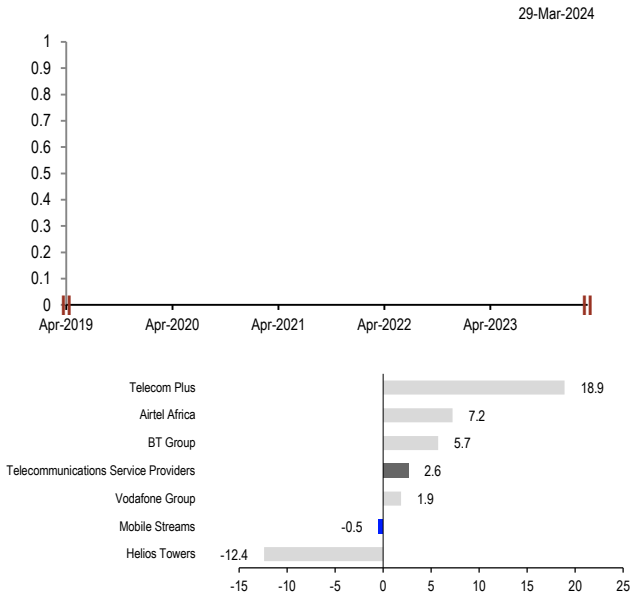 29-Mar-2024
1
0.9
0.8
0.7
0.6
0.5
0.4
0.3
0.2
0.1
0
Apr-2019 Apr-2020 Apr-2021 Apr-2022 Apr-2023
Telecom Plus 18.9
Airtel Africa 7.2
BT Group 5.7
Telecommunications Service Providers 2.6
Vodafone Group 1.9
Mobile Streams -0.5
Helios Towers -12.4
-15 -10 -5 0 5 10 15 20 25